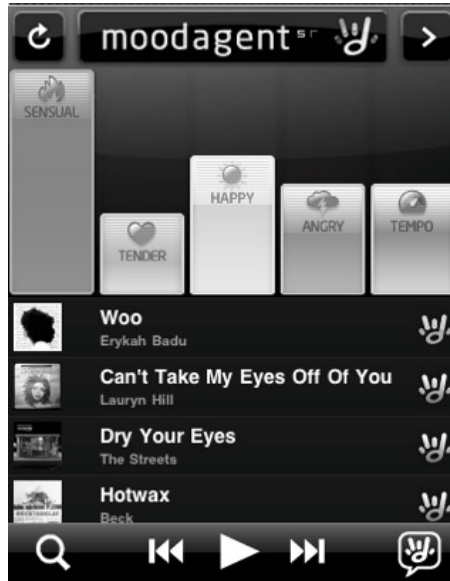 moodagent
SENSUAL
TENDER
HAPPY
ANGRY
TEMPO
Woo
Erykah Badu
Can't Take My Eyes Off Of You
Lauryn Hill
Dry Your Eyes
The Streets
Hotwax
Beck